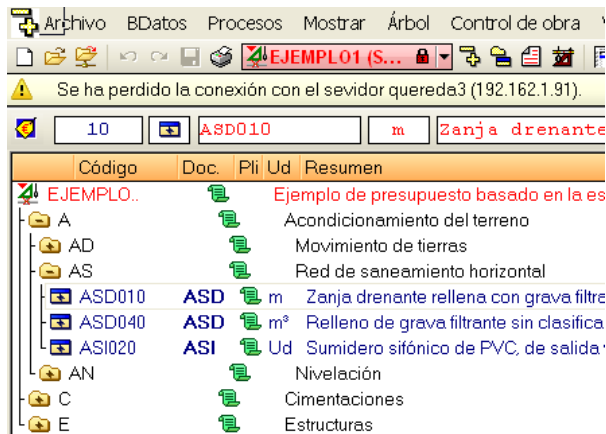 Archivo BDatos Procesos Mostrar Árbol Control de obra
EJEMPLO1 (S...
Se ha perdido la conexión con el sevidor quereda3 (192.162.1.91).
10 ASD010 m Zanja drenante
Código Doc. Pli Ud Resumen
EJEMPLO.. Ejemplo de presupuesto basado en la es
A Acondicionamiento del terreno
AD Movimiento de tierras
AS Red de saneamiento horizontal
ASD010 ASD m Zanja drenante rellena con grava filtra
ASD040 ASD m³ Relleno de grava filtrante sin clasifica
ASI020 ASI Ud Sumidero sifónico de PVC, de salida
AN Nivelación
C Cimentaciones
E Estructuras